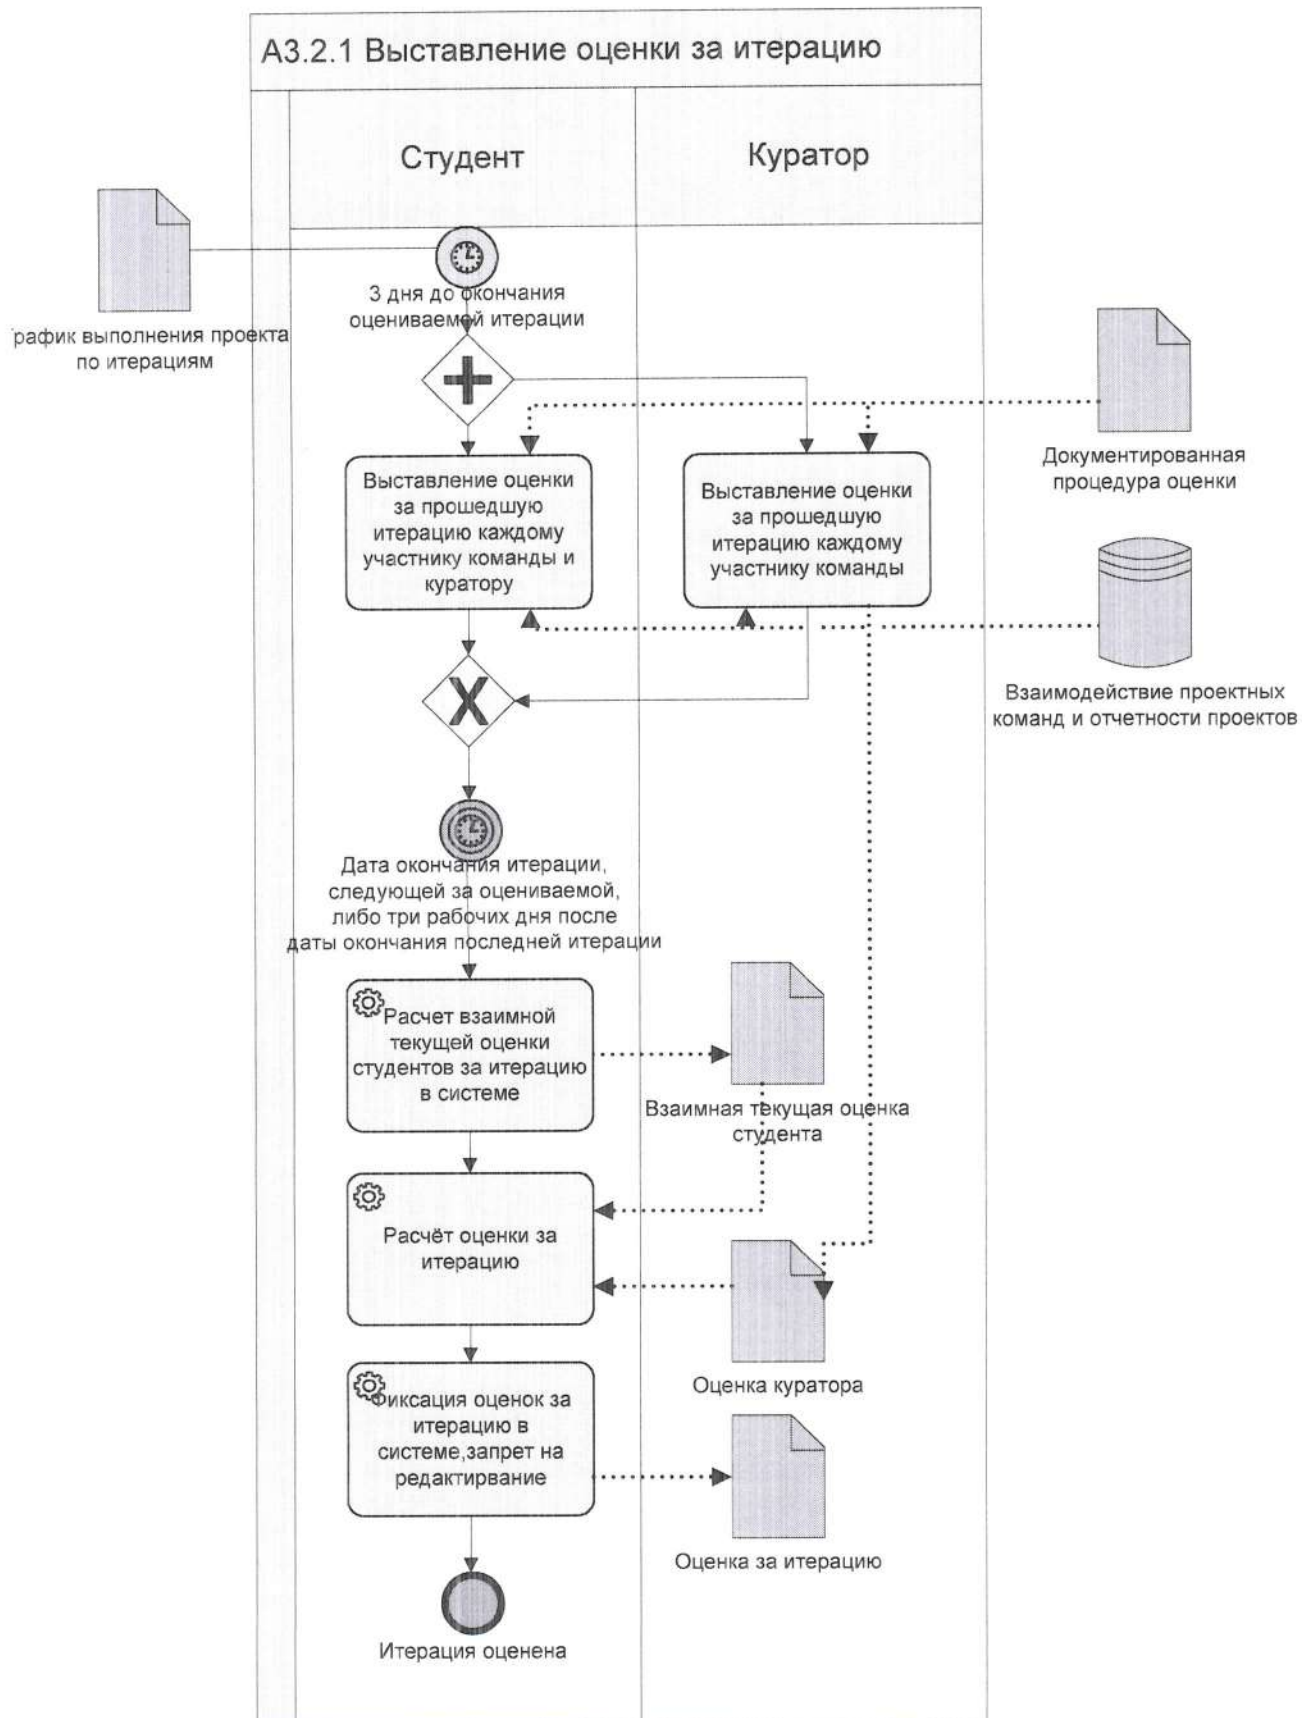 А3.2.1 Выставление оценки за итерацию
Студент
Куратор
3 дня до окончания
оцениваемой итерации
рафик выполнения проекта
по итерациям
Документированная
процедура оценки
Выставление оценки
за прошедшую
итерацию каждому
участнику команды и
куратору
Выставление оценки
за прошедшую
итерацию каждому
участнику команды
Взаимодействие проектных
команд и отчетности проектов
Дата окончания итерации,
следующей за оцениваемой,
либо три рабочих дня после
даты окончания последней итерации
Расчет взаимной
текущей оценки
студентов за итерацию
в системе
Взаимная текущая оценка
студента
Расчёт оценки за
итерацию
Оценка куратора
Фиксация оценок за
итерацию в
системе,запрет на
редактирвание
Оценка за итерацию
Итерация оценена